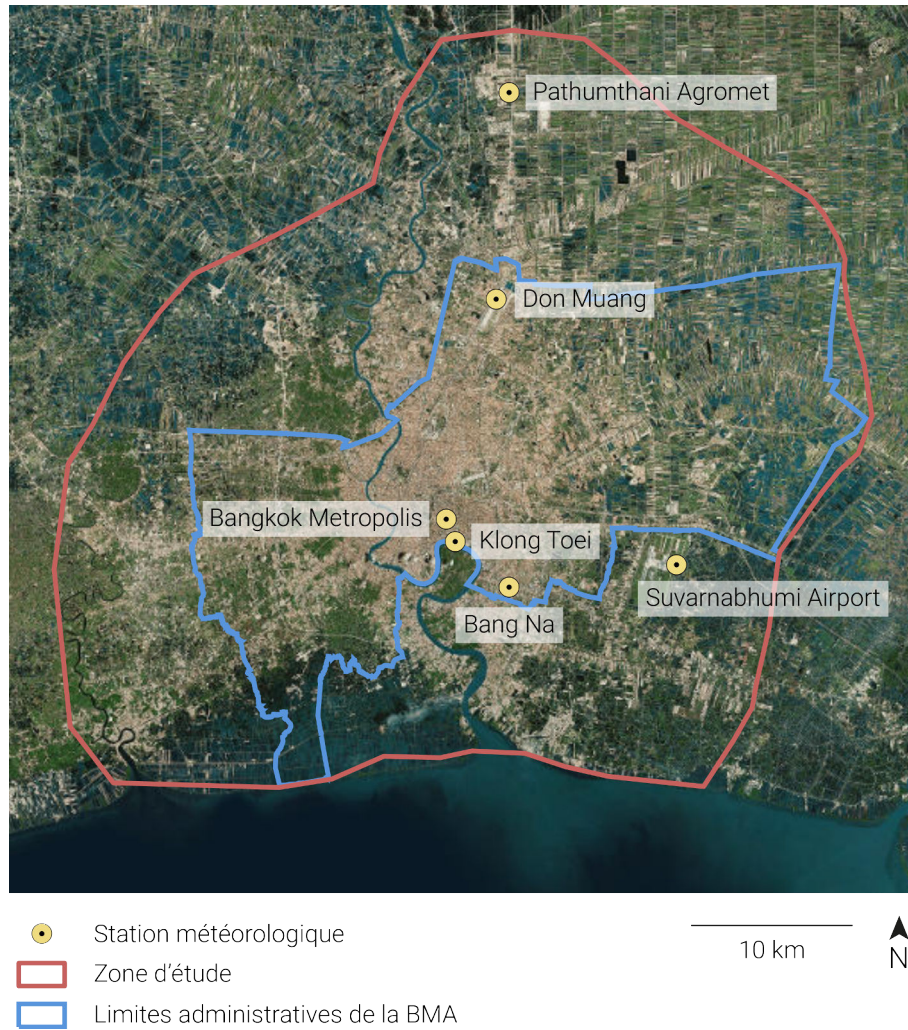 Pathumthani Agromet
Don Muang
Bangkok Metropolis
Klong Toei
Suvarnabhumi Airport
Bang Na
Station météorologique
Zone d'étude
Limites administratives de la BMA
10 km
N